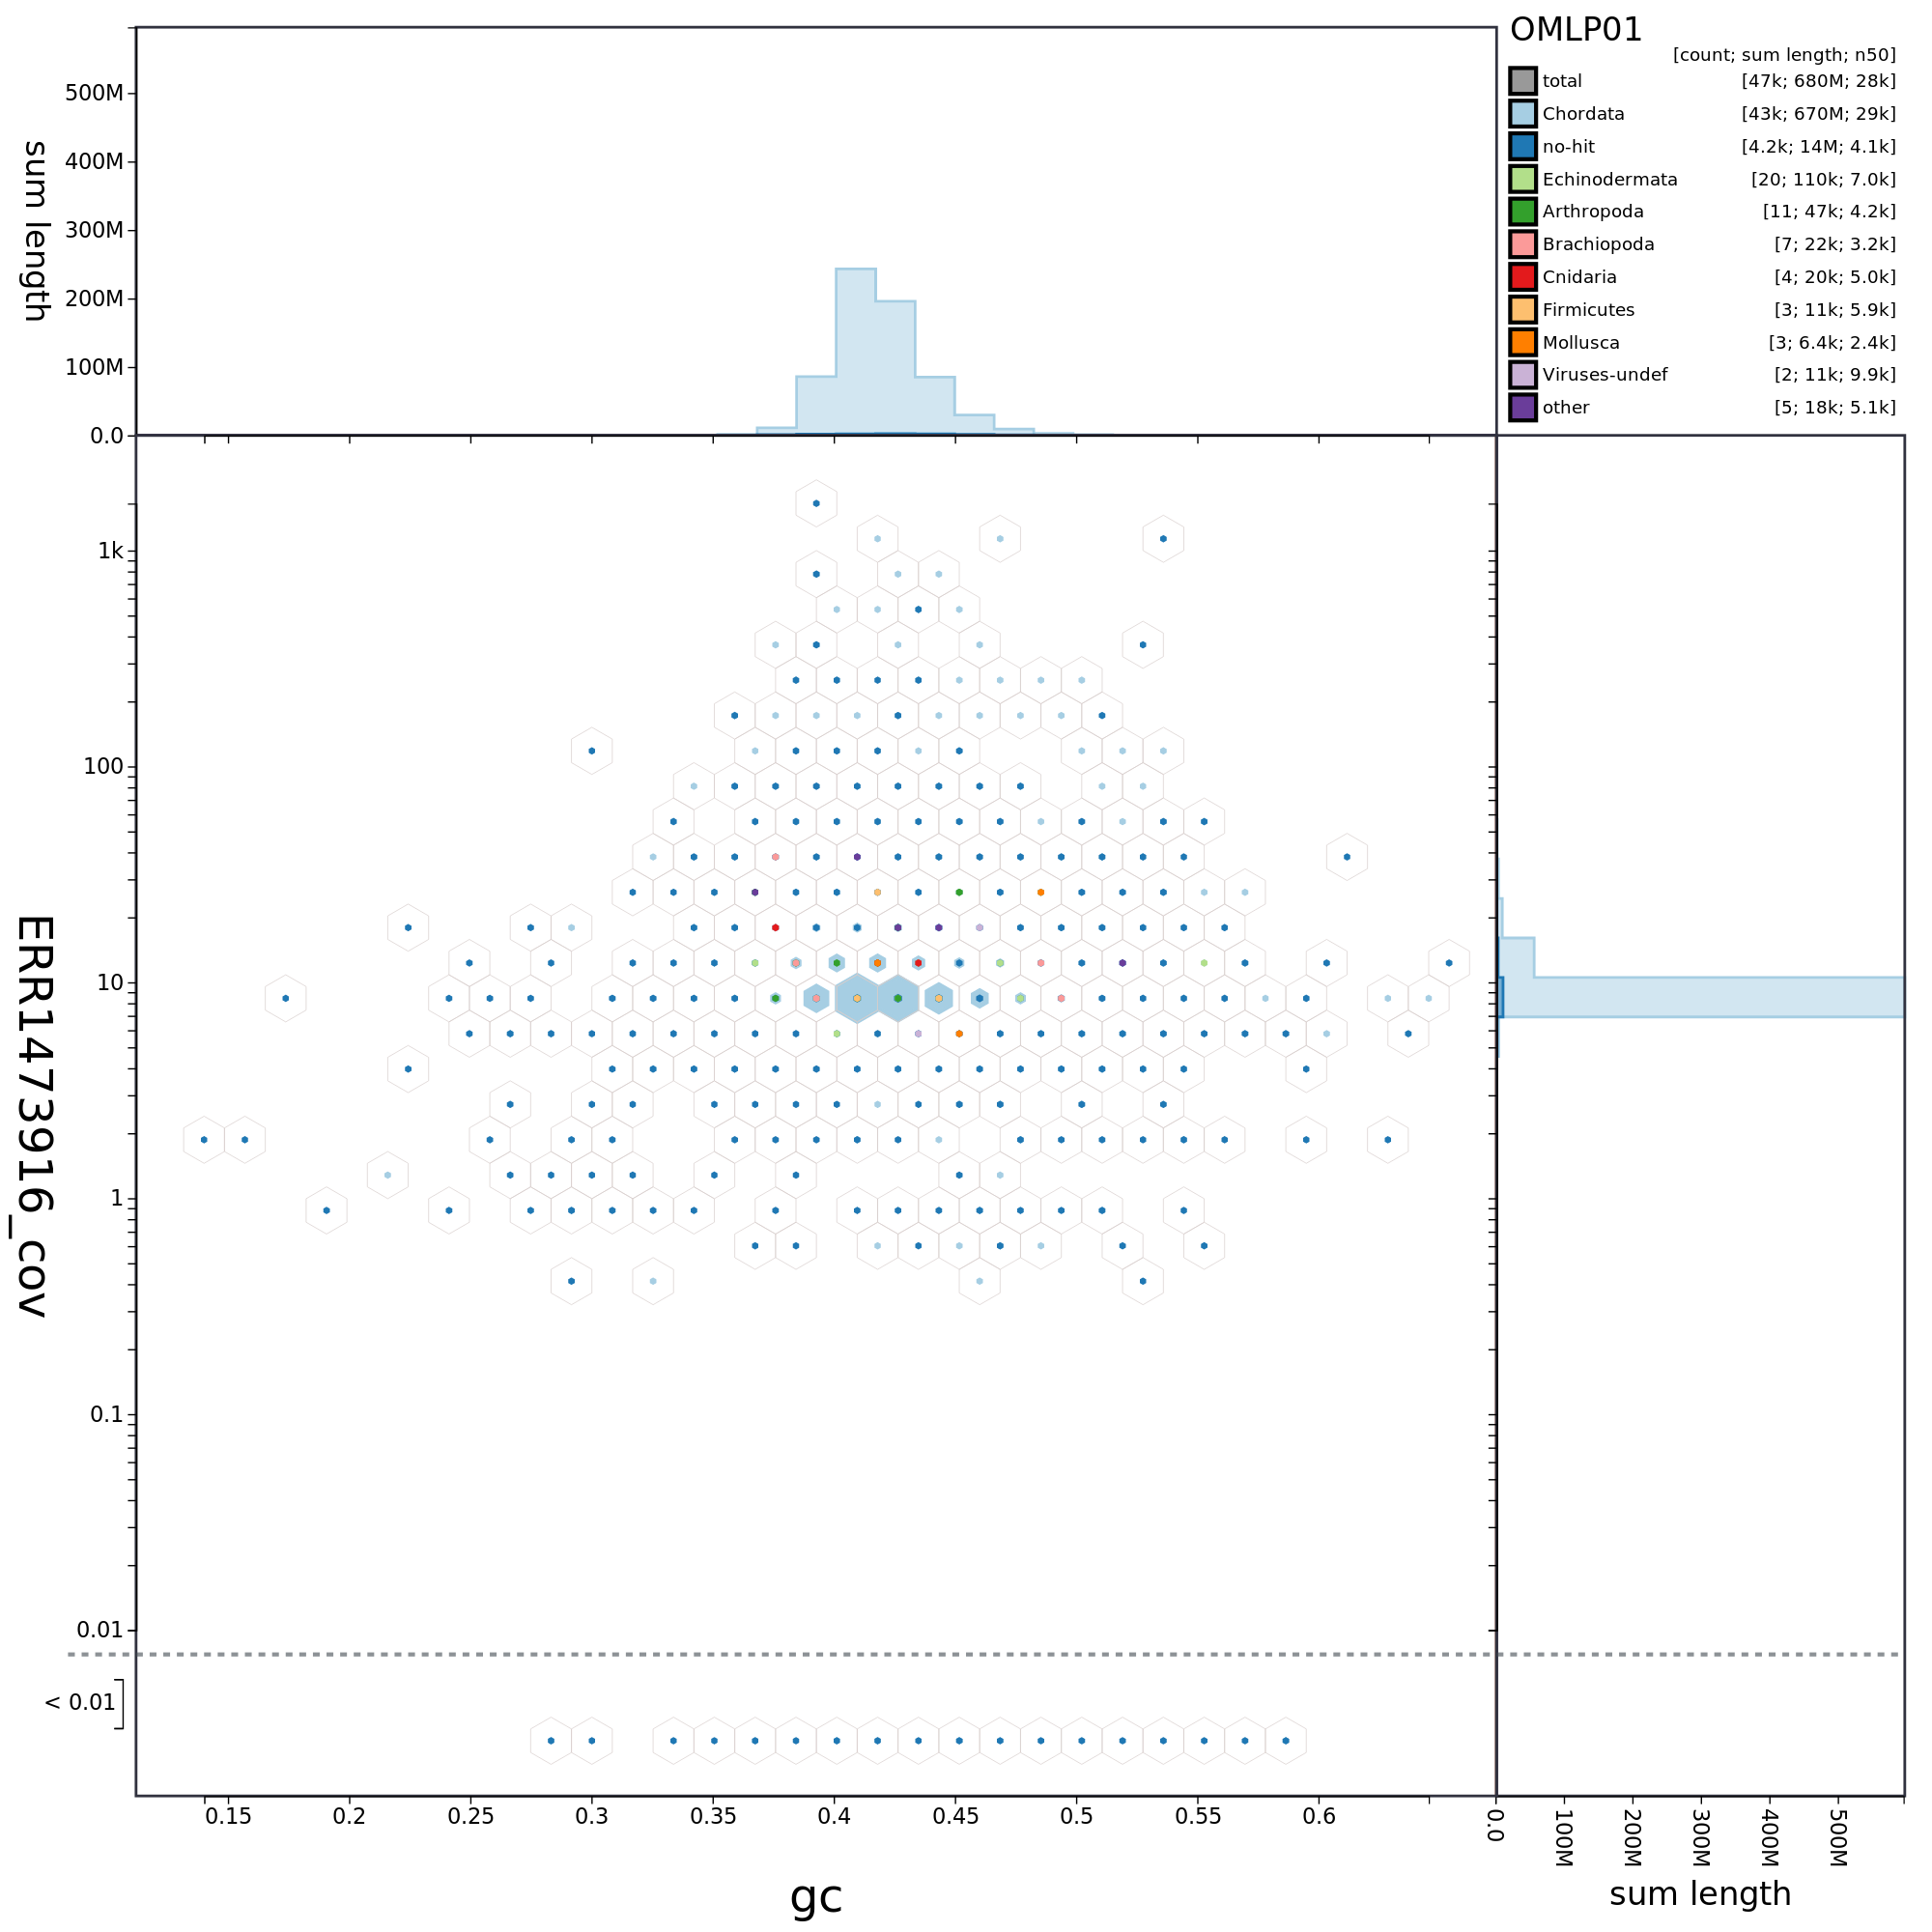 OMLP01
[count; sum length; n50]
total [47k; 680M; 28k]
Chordata [43k; 670M; 29k]
no-hit [4.2k; 14M; 4.1k]
Echinodermata [20; 110k; 7.0k]
Arthropoda [11; 47k; 4.2k]
Brachiopoda [7; 22k; 3.2k]
Cnidaria [4; 20k; 5.0k]
Firmicutes [3; 11k; 5.9k]
Mollusca [3; 6.4k; 2.4k]
Viruses-undef [2; 11k; 9.9k]
other [5; 18k; 5.1k]
sum length
500M
400M
300M
200M
100M
0.0
ERR1473916_cov
1k
100
10
1
0.1
0.01
< 0.01
0.15 0.2 0.25 0.3 0.35 0.4 0.45 0.5 0.55 0.6
gc
0.0 100M 200M 300M 400M 500M
sum length